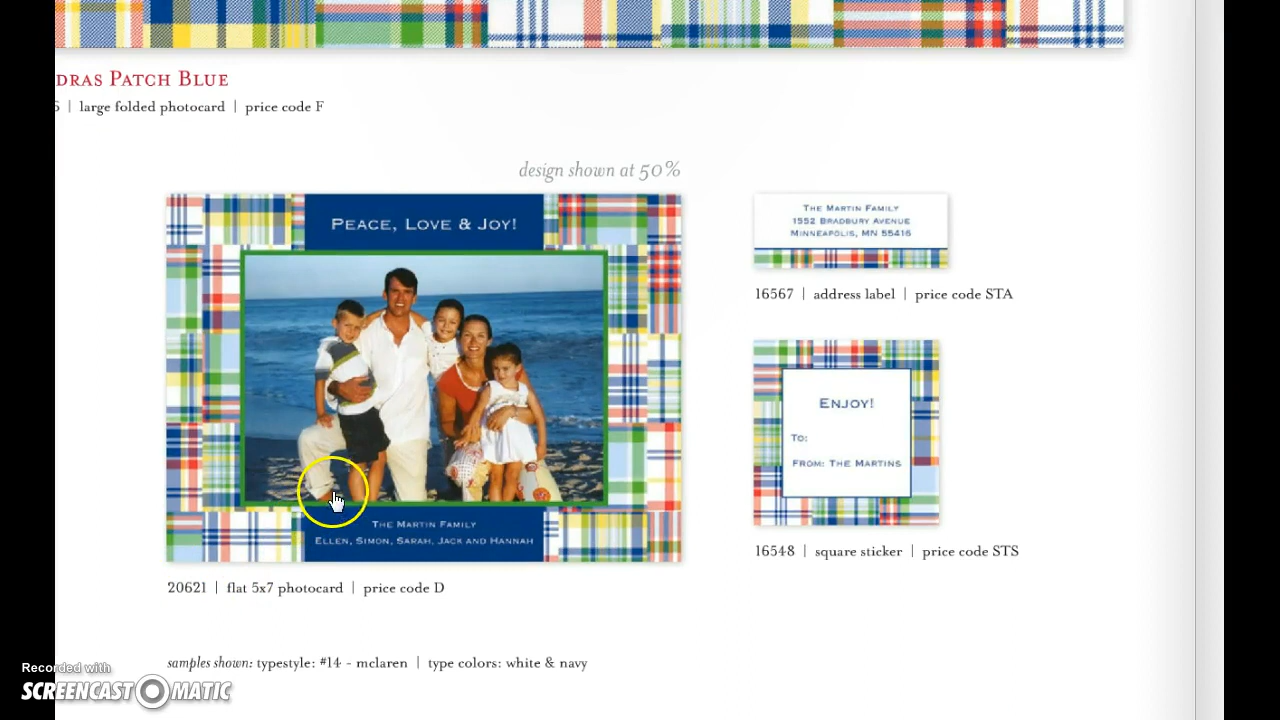 DRAS PATCH BLUE
6 | large folded photocard | price code F
design shown at 50%
PEACE, LOVE & JOY!
THE MARTIN FAMILY
ELLEN, SIMON, SARAH, JACK AND HANNAH
20621 | flat 5x7 photocard | price code D
THE MARTIN FAMILY
1552 BRADBURY AVENUE
MINNEAPOLIS, MN 55416
16567 | address label | price code STA
ENJOY!
TO:
FROM: THE MARTINS
16548 | square sticker | price code STS
samples shown: typestyle: #14 - mclaren | type colors: white & navy
Recorded with
SCREENCAST-O-MATIC